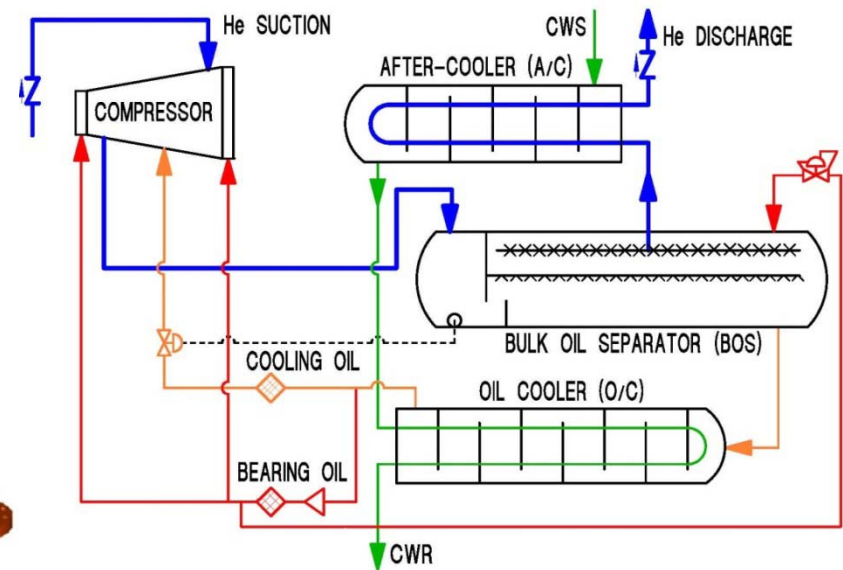 CWS
He SUCTION
He DISCHARGE
AFTER-COOLER (A/C)
COMPRESSOR
BULK OIL SEPARATOR (BOS)
COOLING OIL
OIL COOLER (O/C)
BEARING OIL
CWR